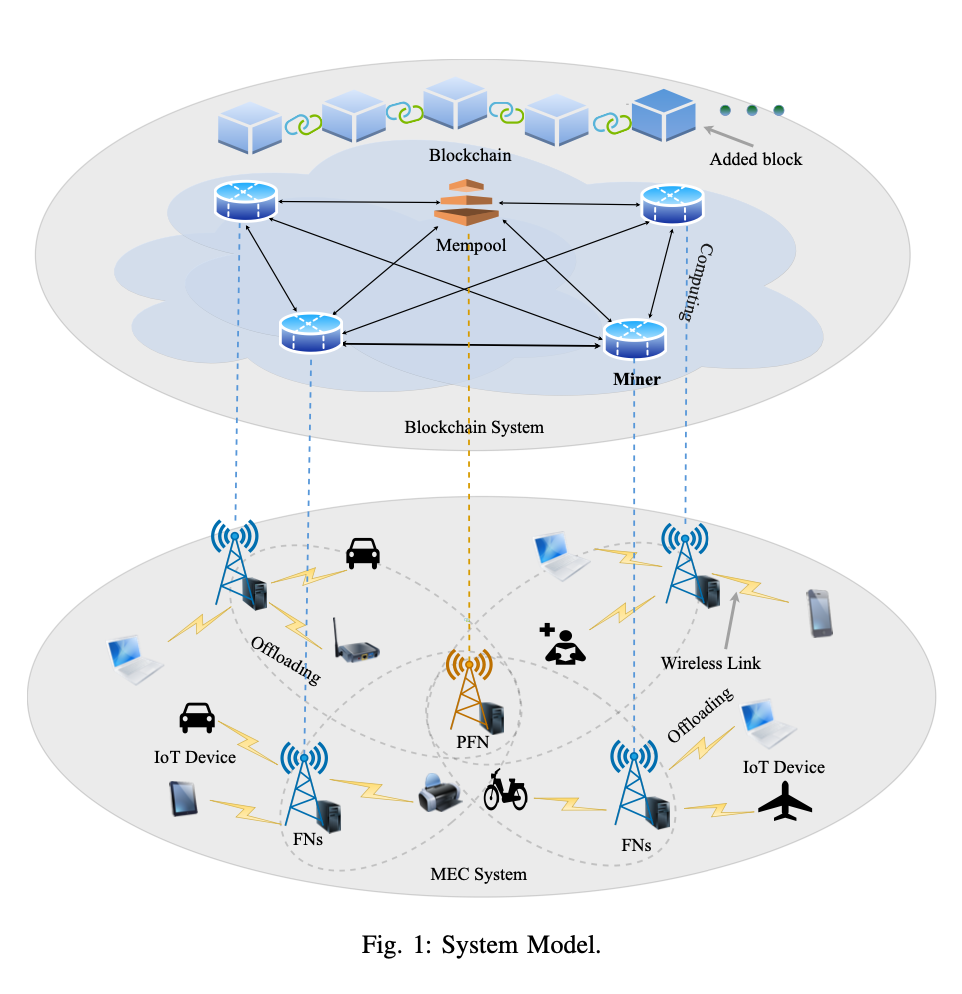 Blockchain
Added block
Mempool
Computing
Miner
Blockchain System
Offloading
Wireless Link
Offloading
PFN
IoT Device
IoT Device
FNs
FNs
MEC System
Fig. 1: System Model.